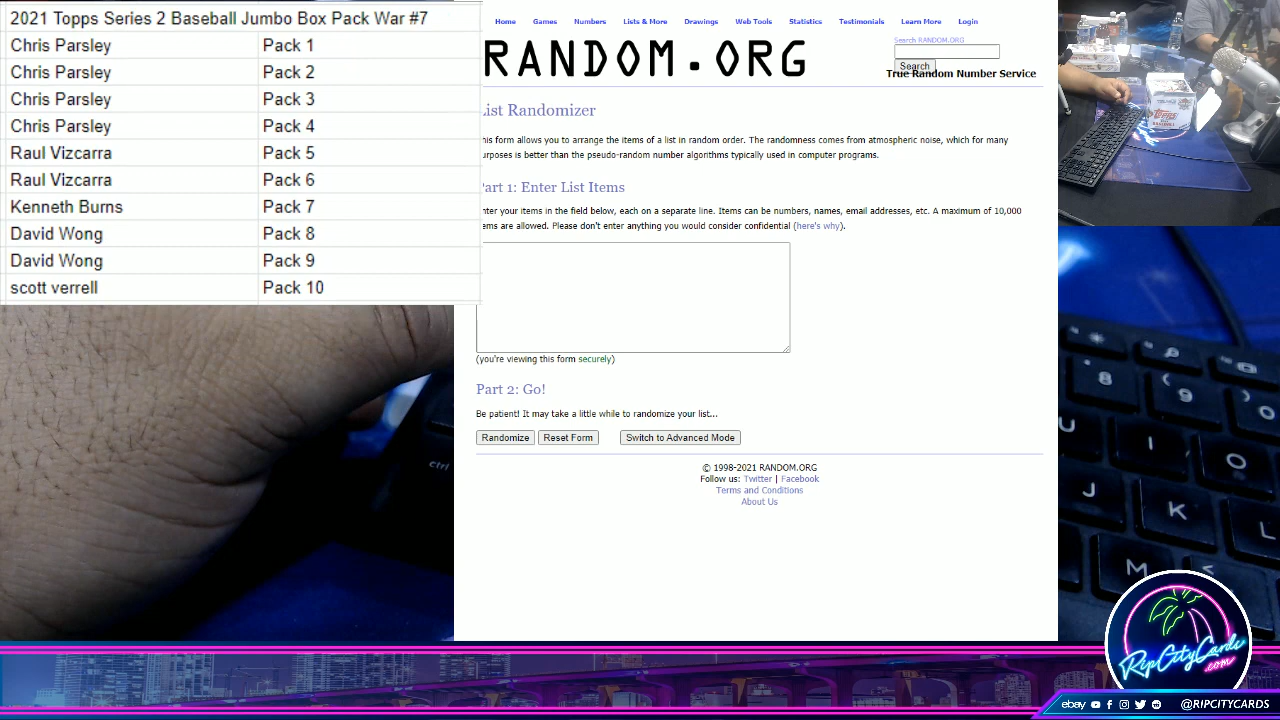 2021 Topps Series 2 Baseball Jumbo Box Pack War #7
Chris Parsley Pack 1
Chris Parsley Pack 2
Chris Parsley Pack 3
Chris Parsley Pack 4
Raul Vizcarra Pack 5
Raul Vizcarra Pack 6
Kenneth Burns Pack 7
David Wong Pack 8
David Wong Pack 9
scott verrell Pack 10
Home Games Numbers Lists & More Drawings Web Tools Statistics Testimonials Learn More Login
RANDOM.ORG
Search RANDOM.ORG
Search
True Random Number Service
List Randomizer
his form allows you to arrange the items of a list in random order. The randomness comes from atmospheric noise, which for many
urposes is better than the pseudo-random number algorithms typically used in computer programs.
Part 1: Enter List Items
nter your items in the field below, each on a separate line. Items can be numbers, names, email addresses, etc. A maximum of 10,000
ems are allowed. Please don't enter anything you would consider confidential (here's why).
(you're viewing this form securely)
Part 2: Go!
Be patient! It may take a little while to randomize your list...
Randomize Reset Form Switch to Advanced Mode
© 1998-2021 RANDOM.ORG
Follow us: Twitter | Facebook
Terms and Conditions
About Us
TOPPS
ctrl
* 8
9
U
I
O
J
K
L
M
<
RipCityCards
.com
ebay @RIPCITYCARDS